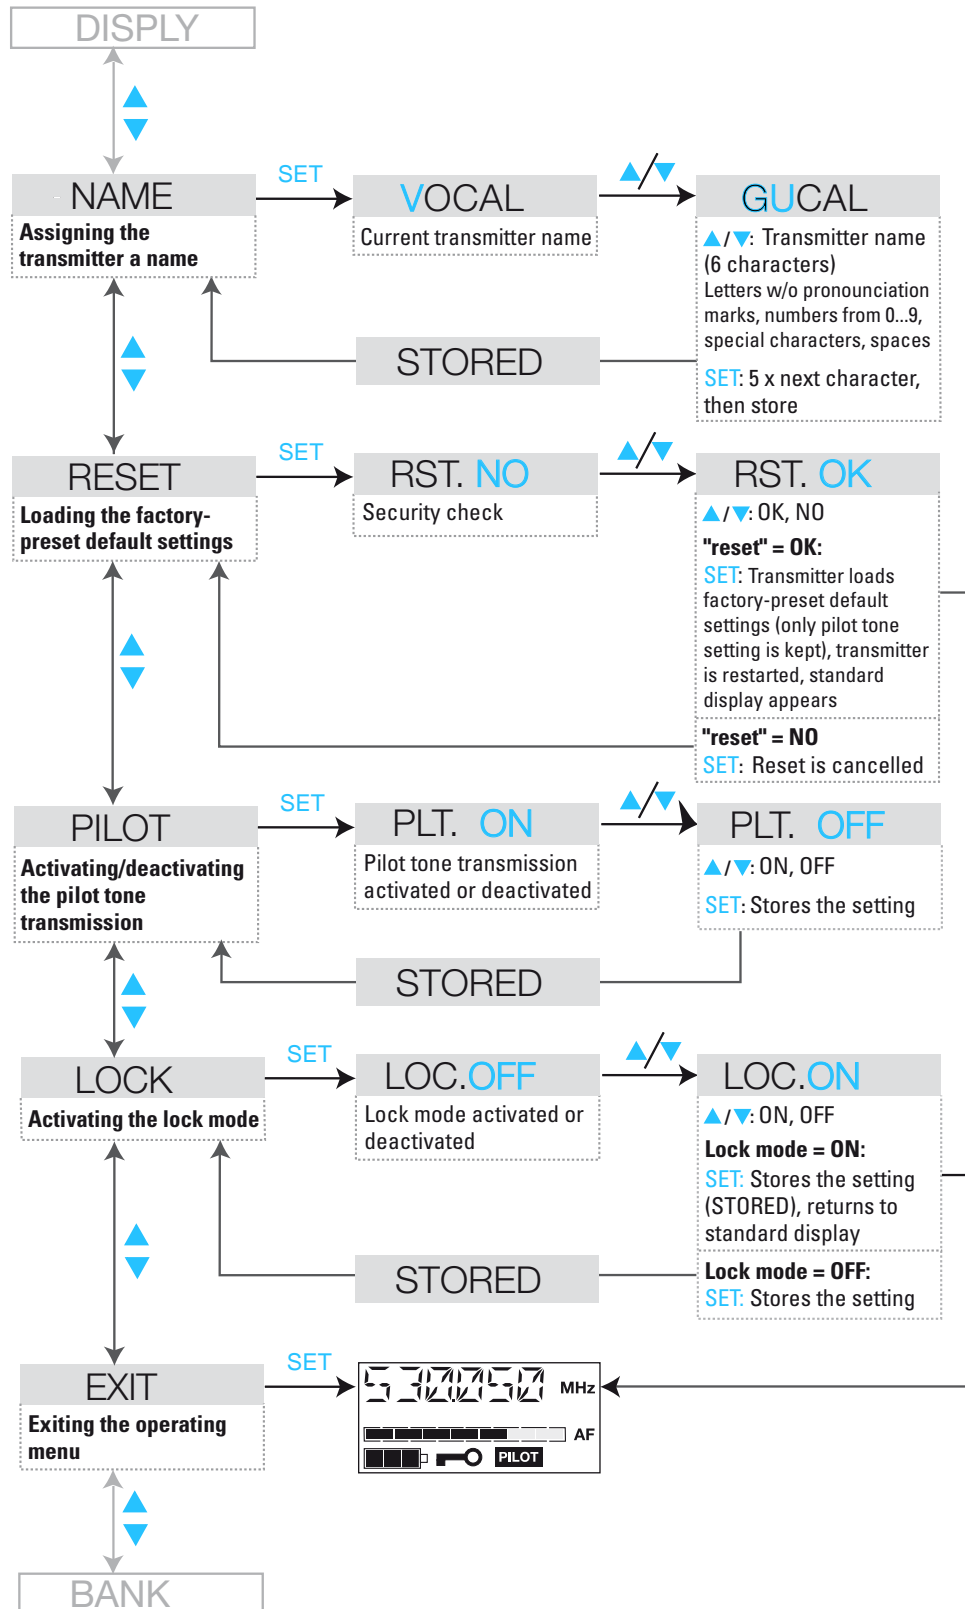 DISPLY
NAME
SET
VOCAL
GUCAL
Assigning the
transmitter a name
Current transmitter name
▲/▼: Transmitter name
(6 characters)
Letters w/o pronounciation
marks, numbers from 0...9,
special characters, spaces
SET: 5 x next character,
then store
STORED
RESET
SET
RST. NO
RST. OK
Loading the factory-
preset default settings
Security check
▲/▼: OK, NO
"reset" = OK:
SET: Transmitter loads
factory-preset default
settings (only pilot tone
setting is kept), transmitter
is restarted, standard
display appears
"reset" = NO
SET: Reset is cancelled
PILOT
SET
PLT. ON
PLT. OFF
Activating/deactivating
the pilot tone
transmission
Pilot tone transmission
activated or deactivated
▲/▼: ON, OFF
SET: Stores the setting
STORED
LOCK
SET
LOC.OFF
LOC.ON
Activating the lock mode
Lock mode activated or
deactivated
▲/▼: ON, OFF
Lock mode = ON:
SET: Stores the setting
(STORED), returns to
standard display
Lock mode = OFF:
SET: Stores the setting
STORED
EXIT
SET
530.050 MHz
AF
PILOT
Exiting the operating
menu
BANK